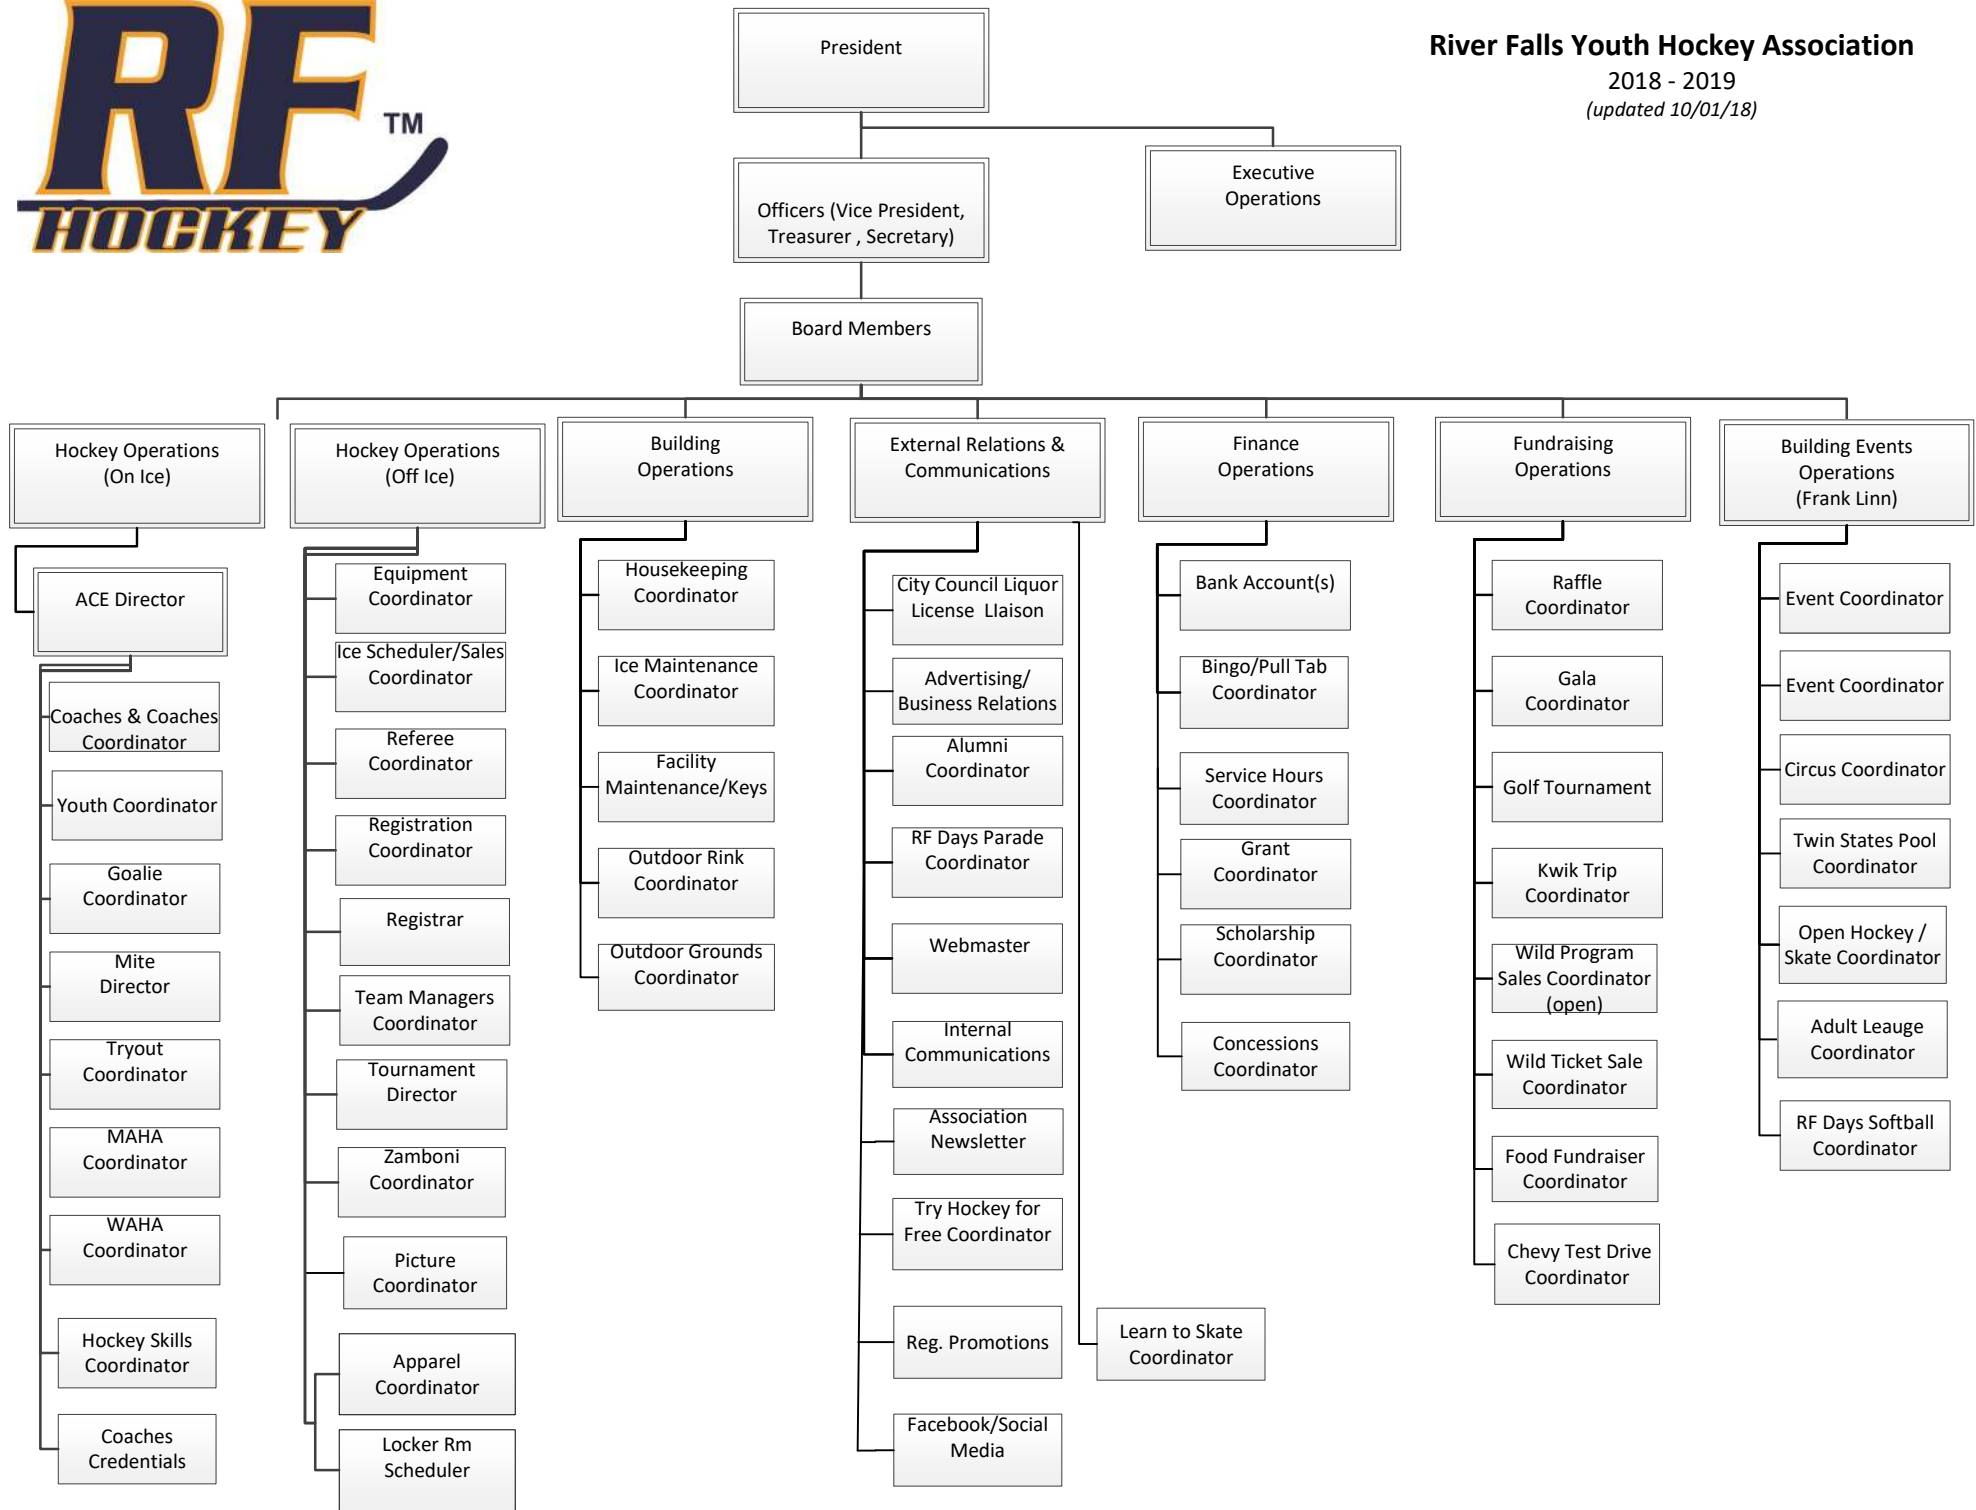 RF
TM
HOCKEY
River Falls Youth Hockey Association
2018 - 2019
(updated 10/01/18)
President
Executive
Operations
Officers (Vice President,
Treasurer , Secretary)
Board Members
Hockey Operations
(On Ice)
Hockey Operations
(Off Ice)
Building
Operations
External Relations &
Communications
Finance
Operations
Fundraising
Operations
Building Events
Operations
(Frank Linn)
ACE Director
Coaches & Coaches
Coordinator
Youth Coordinator
Goalie
Coordinator
Mite
Director
Tryout
Coordinator
MAHA
Coordinator
WAHA
Coordinator
Hockey Skills
Coordinator
Coaches
Credentials
Equipment
Coordinator
Ice Scheduler/Sales
Coordinator
Referee
Coordinator
Registration
Coordinator
Registrar
Team Managers
Coordinator
Tournament
Director
Zamboni
Coordinator
Picture
Coordinator
Apparel
Coordinator
Locker Rm
Scheduler
Housekeeping
Coordinator
Ice Maintenance
Coordinator
Facility
Maintenance/Keys
Outdoor Rink
Coordinator
Outdoor Grounds
Coordinator
City Council Liquor
License  LIaison
Advertising/
Business Relations
Alumni
Coordinator
RF Days Parade
Coordinator
Webmaster
Internal
Communications
Association
Newsletter
Try Hockey for
Free Coordinator
Reg. Promotions
Facebook/Social
Media
Learn to Skate
Coordinator
Bank Account(s)
Bingo/Pull Tab
Coordinator
Service Hours
Coordinator
Grant
Coordinator
Scholarship
Coordinator
Concessions
Coordinator
Raffle
Coordinator
Gala
Coordinator
Golf Tournament
Kwik Trip
Coordinator
Wild Program
Sales Coordinator
(open)
Wild Ticket Sale
Coordinator
Food Fundraiser
Coordinator
Chevy Test Drive
Coordinator
Event Coordinator
Event Coordinator
Circus Coordinator
Twin States Pool
Coordinator
Open Hockey /
Skate Coordinator
Adult Leauge
Coordinator
RF Days Softball
Coordinator